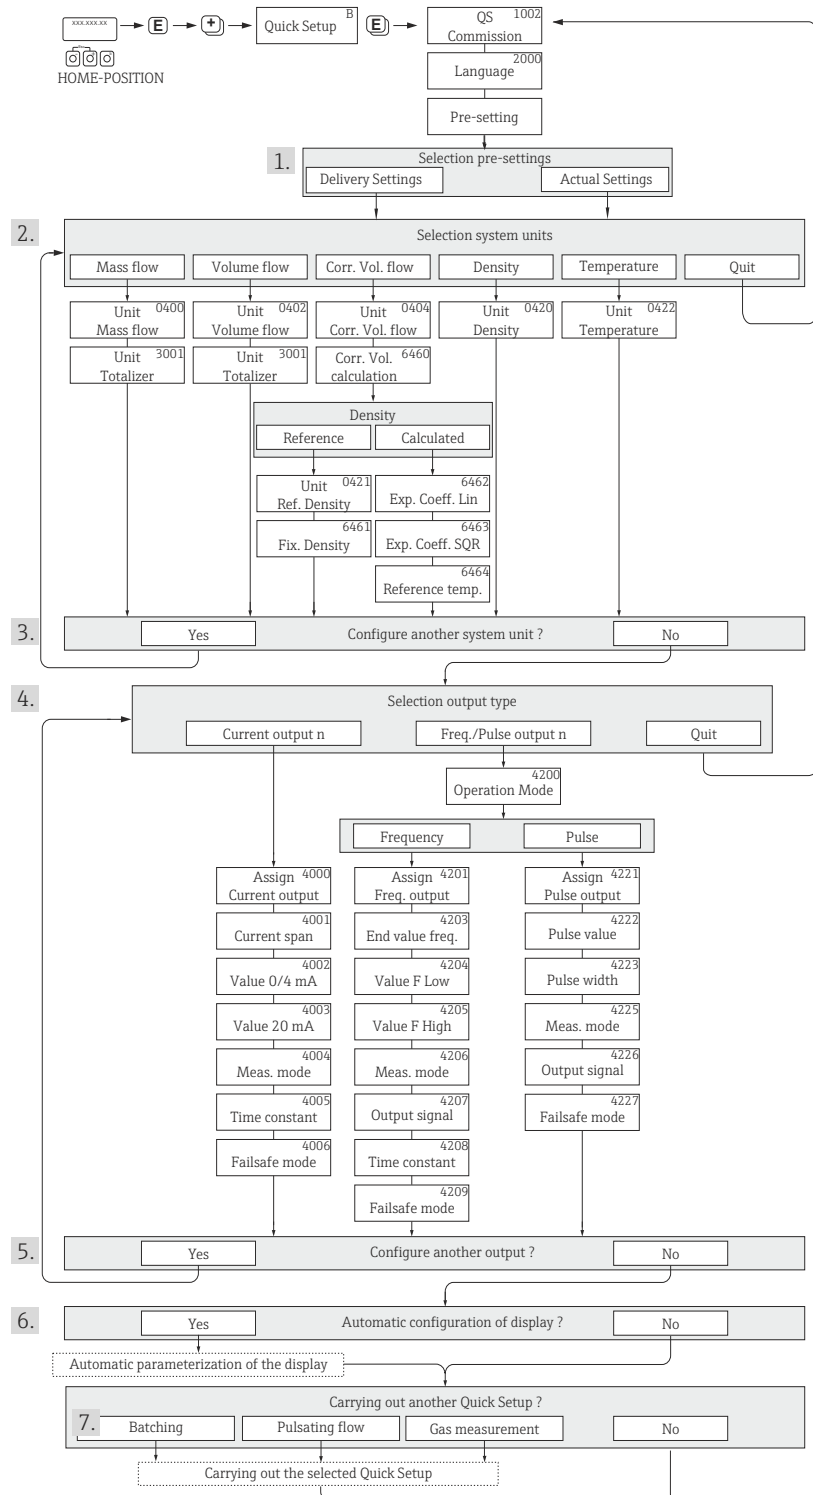 xxx.xxx.xx
E
+
Quick Setup B
E
QS 1002
Commission
HOME-POSITION
2000
Language
Pre-setting
1.
Selection pre-settings
Delivery Settings Actual Settings
2.
Selection system units
Mass flow Volume flow Corr. Vol. flow Density Temperature Quit
Unit 0400 Unit 0402 Unit 0404 Unit 0420 Unit 0422
Mass flow Volume flow Corr. Vol. flow Density Temperature
Unit 3001 Unit 3001 Corr. Vol. 6460
Totalizer Totalizer calculation
Density
Reference Calculated
Unit 0421 6462
Ref. Density Exp. Coeff. Lin
6461 6463
Fix. Density Exp. Coeff. SQR
6464
Reference temp.
3.
Yes Configure another system unit ? No
4.
Selection output type
Current output n Freq./Pulse output n Quit
4200
Operation Mode
Frequency Pulse
Assign 4000 Assign 4201 Assign 4221
Current output Freq. output Pulse output
4001 4203 4222
Current span End value freq. Pulse value
4002 4204 4223
Value 0/4 mA Value F Low Pulse width
4003 4205 4225
Value 20 mA Value F High Meas. mode
4004 4206 4226
Meas. mode Meas. mode Output signal
4005 4207 4227
Time constant Output signal Failsafe mode
4006 4208
Failsafe mode Time constant
4209
Failsafe mode
5.
Yes Configure another output ? No
6.
Yes Automatic configuration of display ? No
Automatic parameterization of the display
Carrying out another Quick Setup ?
7.
Batching Pulsating flow Gas measurement No
Carrying out the selected Quick Setup